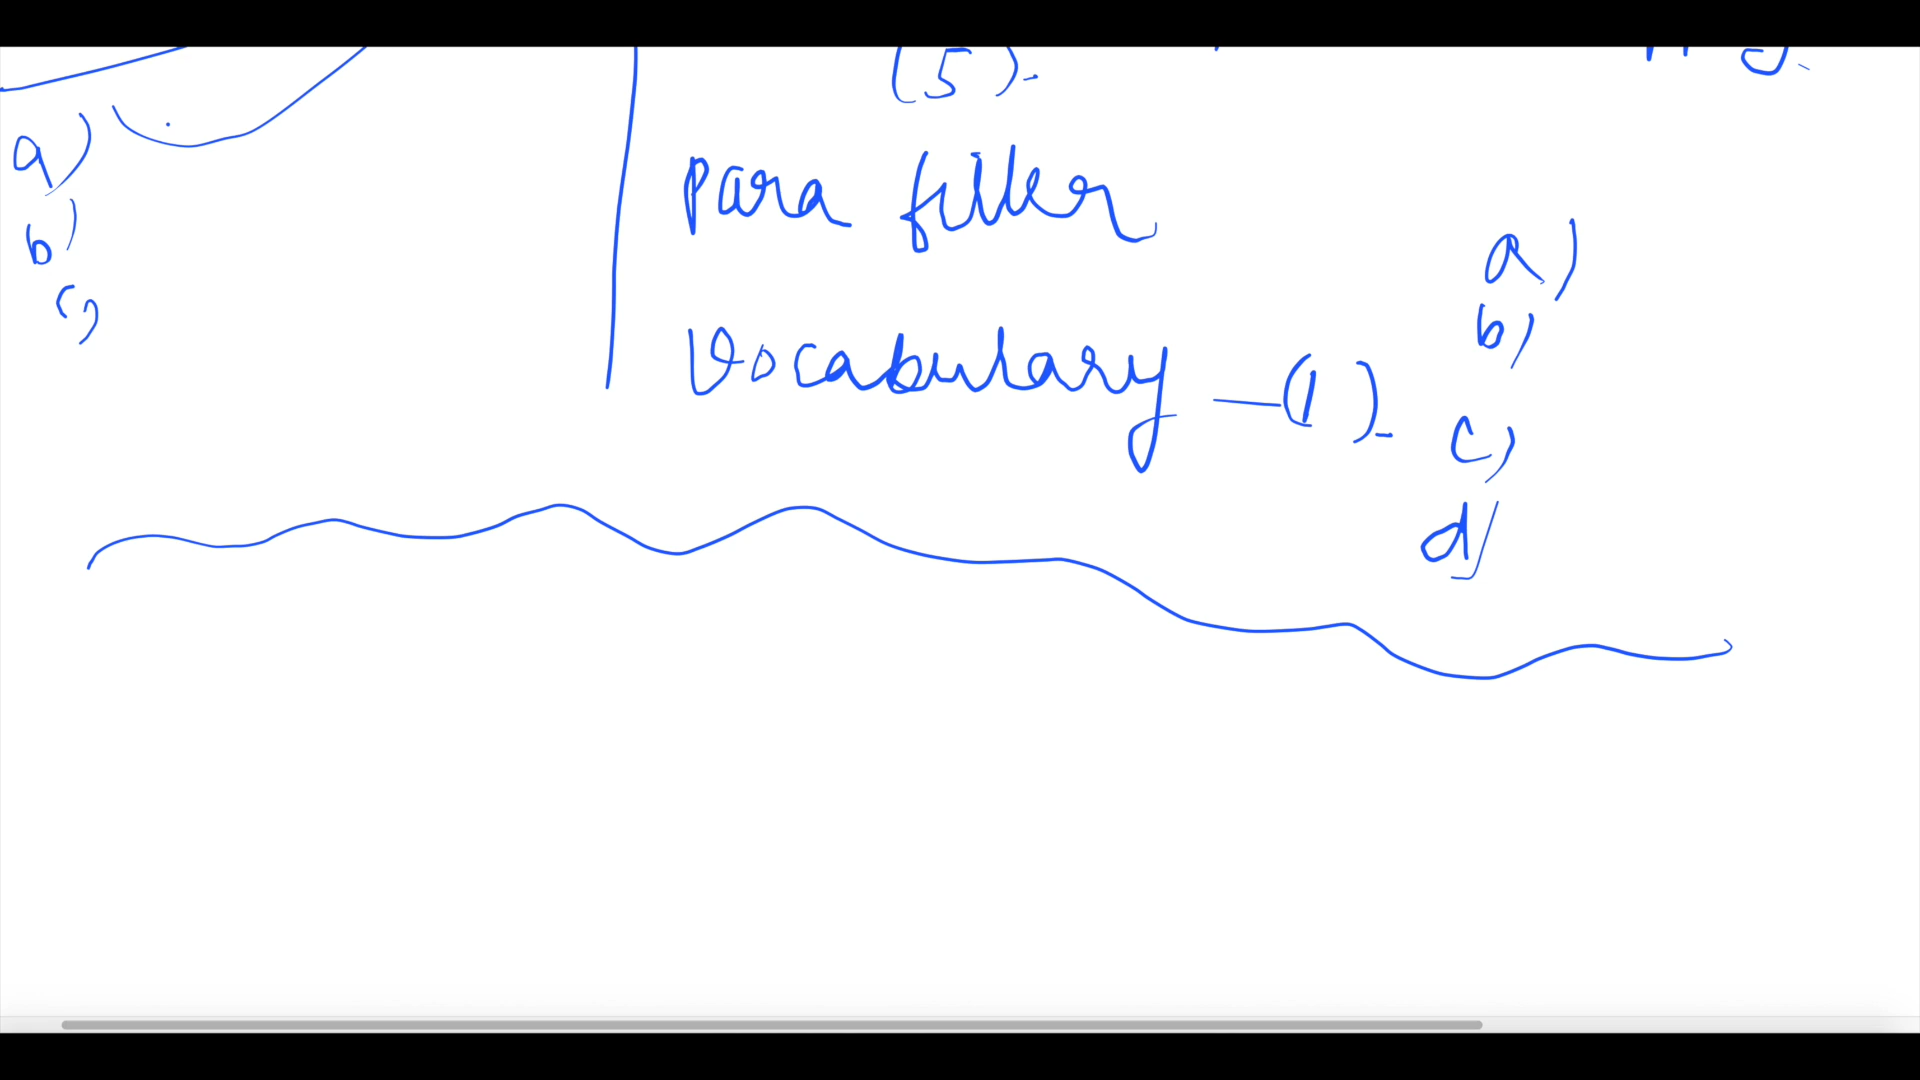 (5).
a)
b)
c)
para filler
Vocabulary —(1).
a)
b)
c)
d)